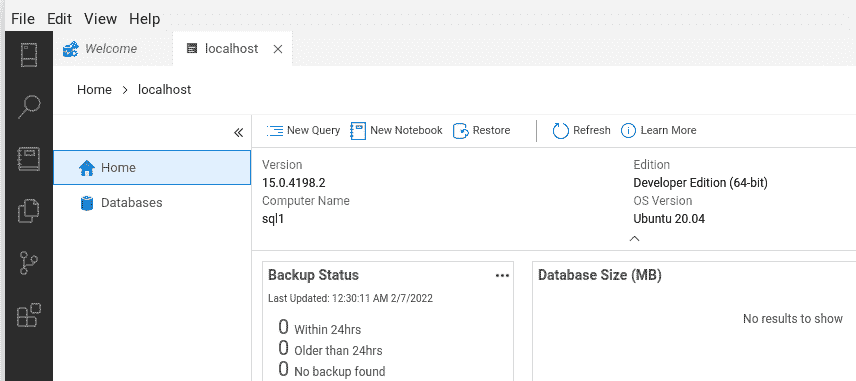 File Edit View Help
Welcome localhost
Home > localhost
New Query New Notebook Restore Refresh Learn More
Home
Databases
Version Edition
15.0.4198.2 Developer Edition (64-bit)
Computer Name OS Version
sql1 Ubuntu 20.04
Backup Status Database Size (MB)
Last Updated: 12:30:11 AM 2/7/2022
0 Within 24hrs No results to show
0 Older than 24hrs
0 No backup found